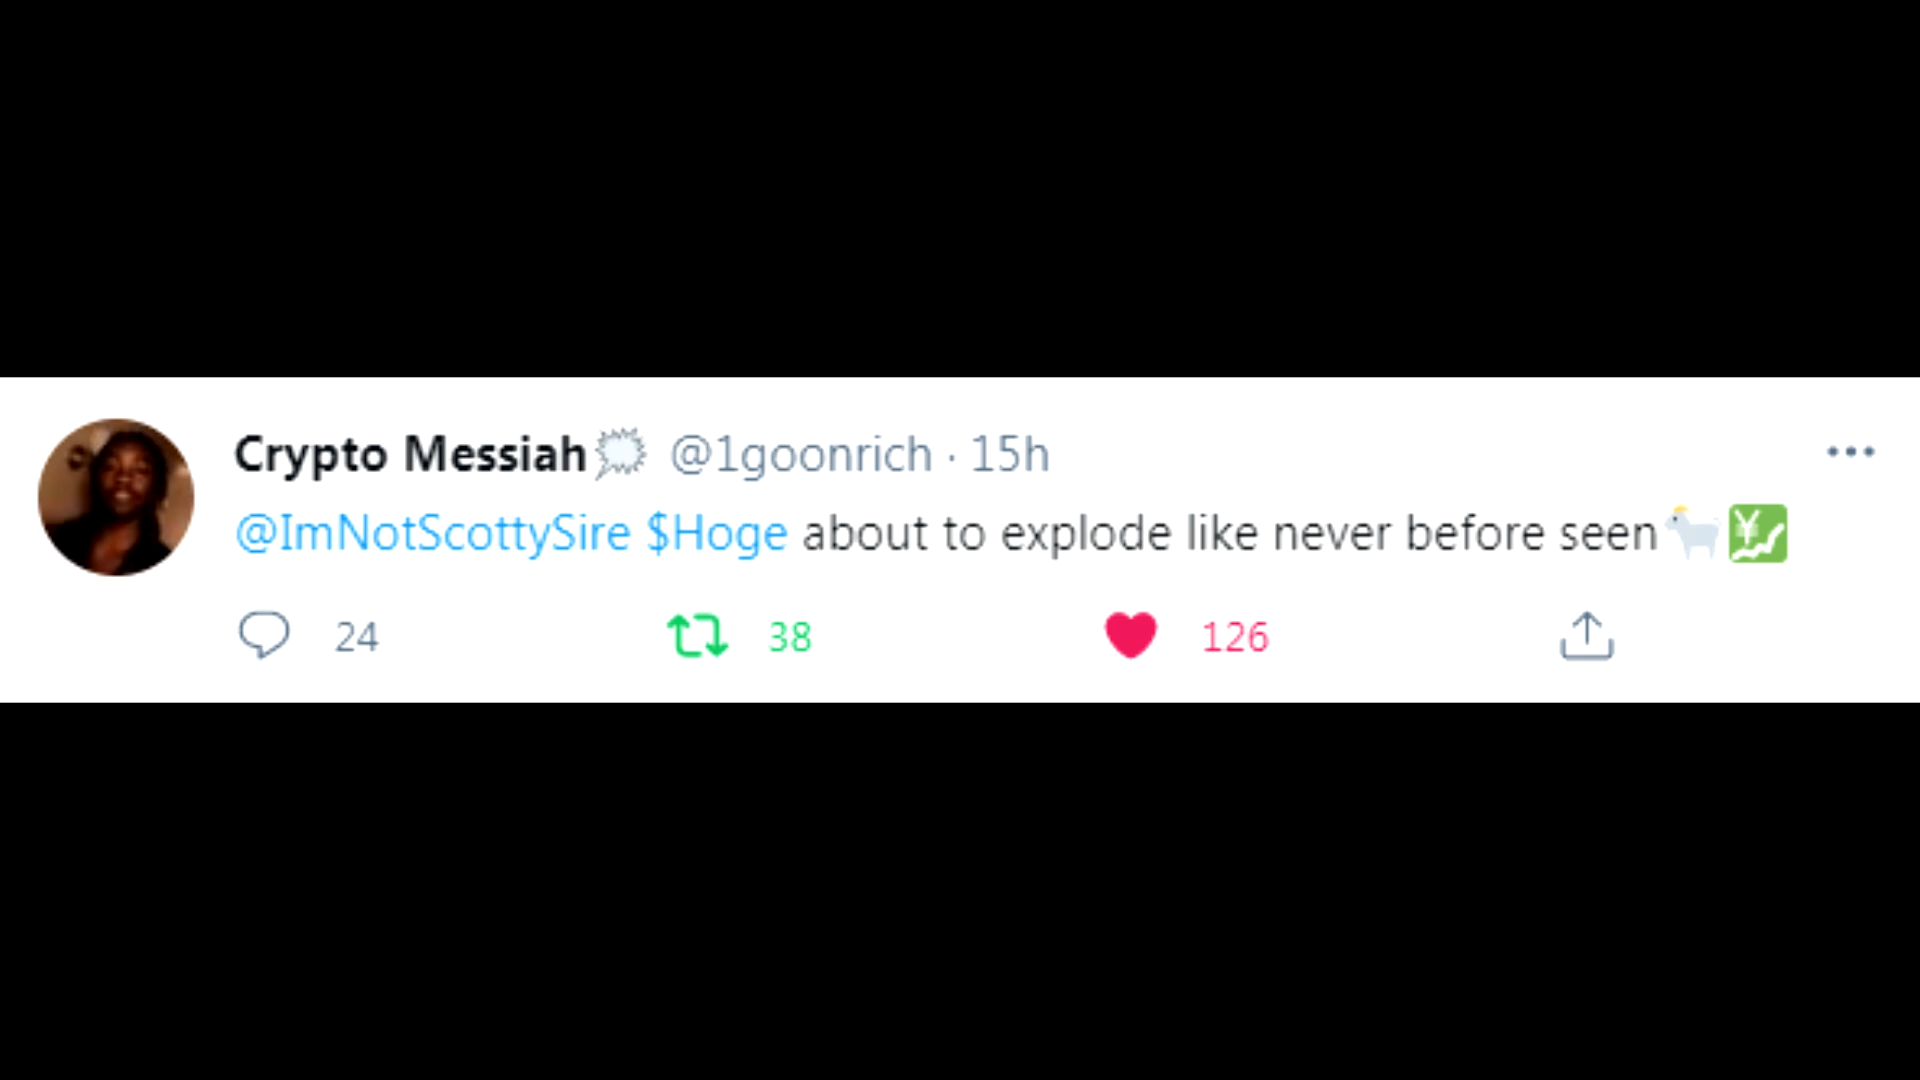 Crypto Messiah🗯 @1goonrich · 15h
@ImNotScottySire $Hoge about to explode like never before seen🐐💹
24 38 126